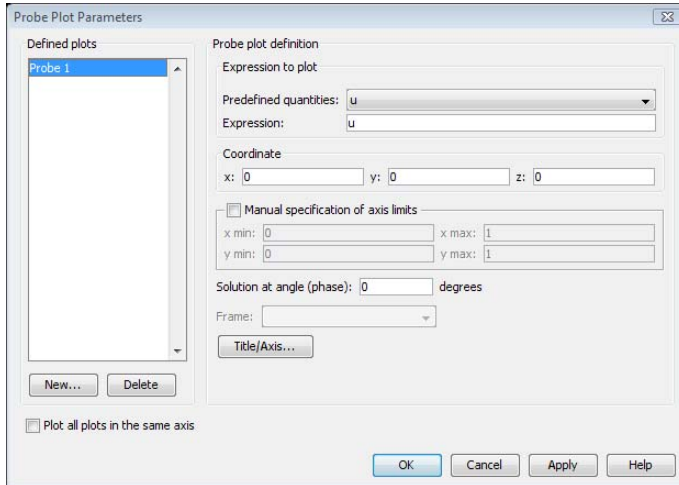 Probe Plot Parameters
Defined plots
Probe 1
New...
Delete
Plot all plots in the same axis
Probe plot definition
Expression to plot
Predefined quantities: u
Expression: u
Coordinate
x: 0 y: 0 z: 0
Manual specification of axis limits
x min: 0 x max: 1
y min: 0 y max: 1
Solution at angle (phase): 0 degrees
Frame:
Title/Axis...
OK Cancel Apply Help